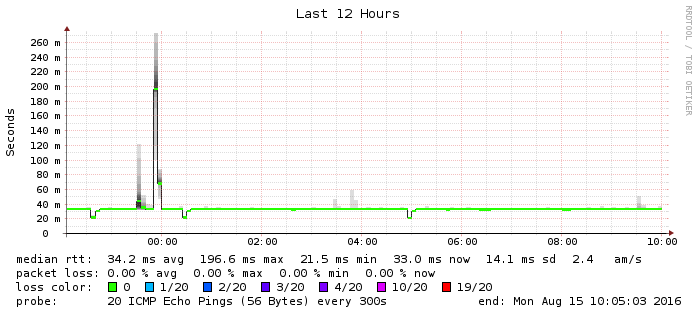 Last 12 Hours
RRDTOOL / TOBI OETIKER
Seconds
260 m
240 m
220 m
200 m
180 m
160 m
140 m
120 m
100 m
80 m
60 m
40 m
20 m
0
00:00 02:00 04:00 06:00 08:00 10:00
median rtt: 34.2 ms avg 196.6 ms max 21.5 ms min 33.0 ms now 14.1 ms sd 2.4 am/s
packet loss: 0.00 % avg 0.00 % max 0.00 % min 0.00 % now
loss color: 0 1/20 2/20 3/20 4/20 10/20 19/20
probe: 20 ICMP Echo Pings (56 Bytes) every 300s end: Mon Aug 15 10:05:03 2016